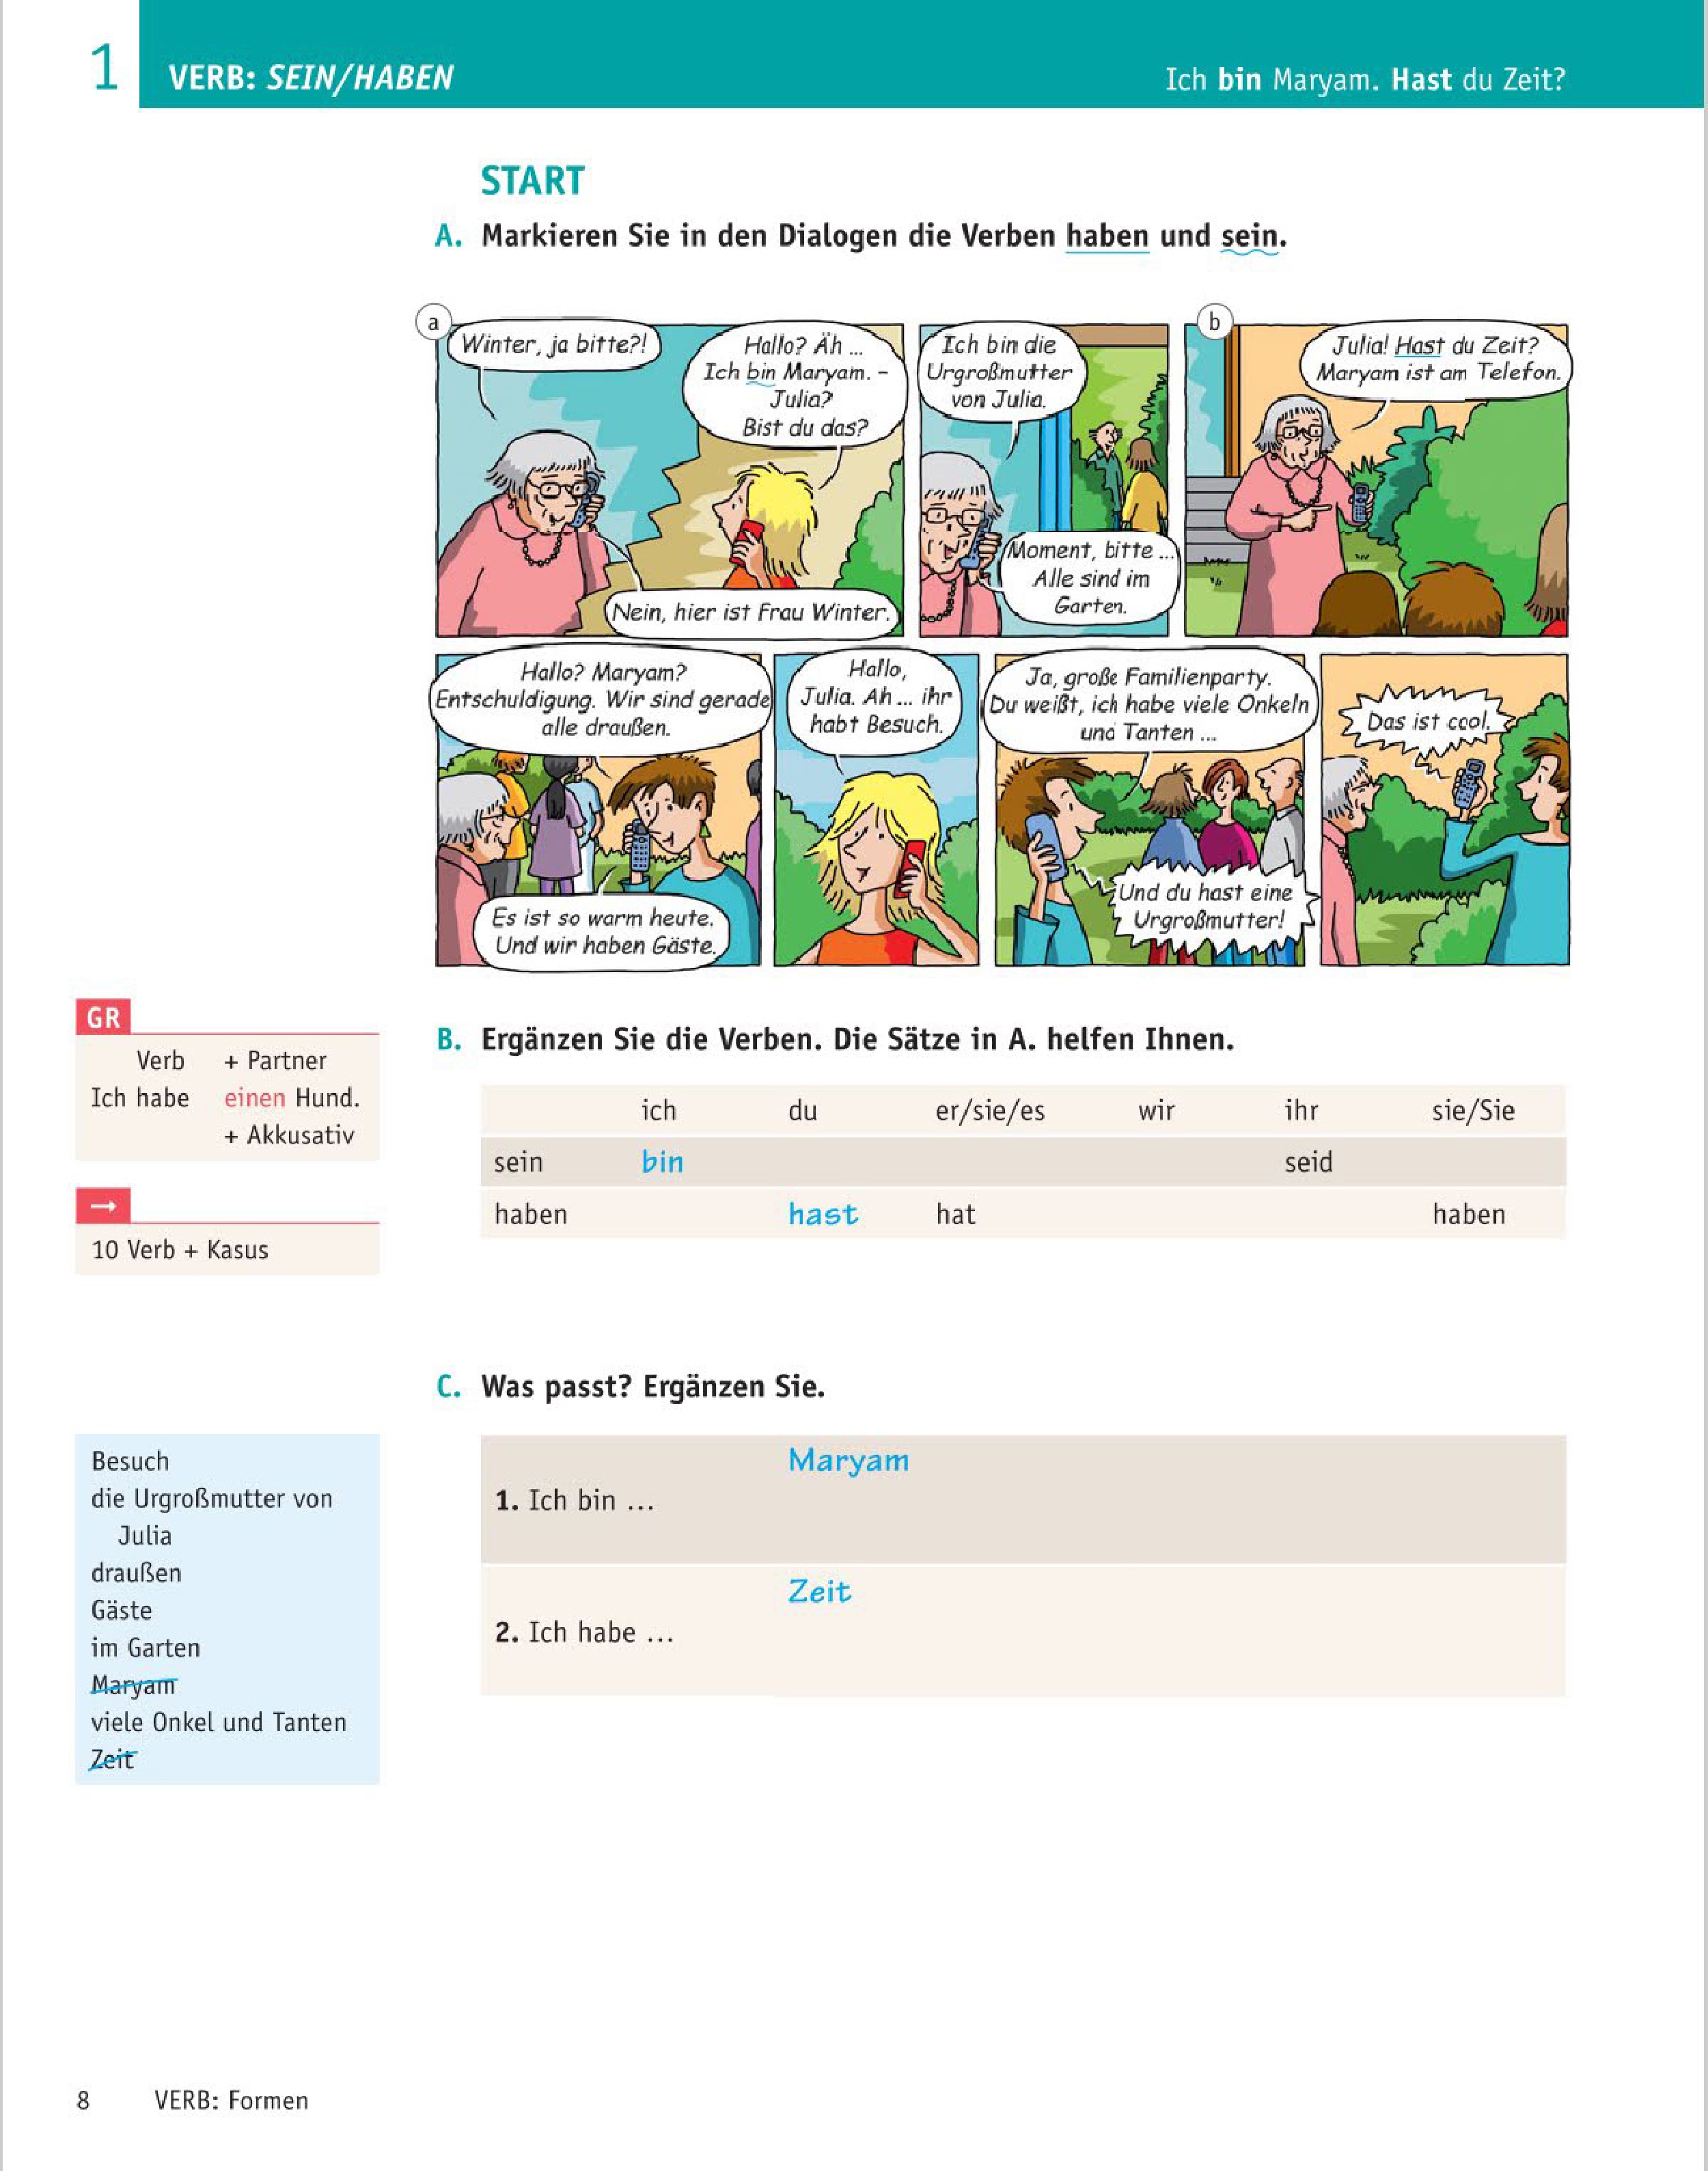 1
VERB: SEIN/HABEN
Ich bin Maryam. Hast du Zeit?
START
A. Markieren Sie in den Dialogen die Verben haben und sein.
a
Winter, ja bitte?!
Hallo? Äh ...
Ich bin Maryam. –
Julia?
Bist du das?
Nein, hier ist Frau Winter.
Ich bin die
Urgroßmutter
von Julia.
Moment, bitte ...
Alle sind im
Garten.
b
Julia! Hast du Zeit?
Maryam ist am Telefon.
Hallo? Maryam?
Entschuldigung. Wir sind gerade
alle draußen.
Es ist so warm heute.
Und wir haben Gäste.
Hallo,
Julia. Ah ... ihr
habt Besuch.
Ja, große Familienparty.
Du weißt, ich habe viele Onkeln
und Tanten ...
Und du hast eine
Urgroßmutter!
Das ist cool.
GR
Verb + Partner
Ich habe einen Hund.
+ Akkusativ
→
10 Verb + Kasus
B. Ergänzen Sie die Verben. Die Sätze in A. helfen Ihnen.
ich du er/sie/es wir ihr sie/Sie
sein bin seid
haben hast hat haben
C. Was passt? Ergänzen Sie.
Besuch
die Urgroßmutter von
Julia
draußen
Gäste
im Garten
Maryam
viele Onkel und Tanten
Zeit
Maryam
1. Ich bin ...
Zeit
2. Ich habe ...
8 VERB: Formen